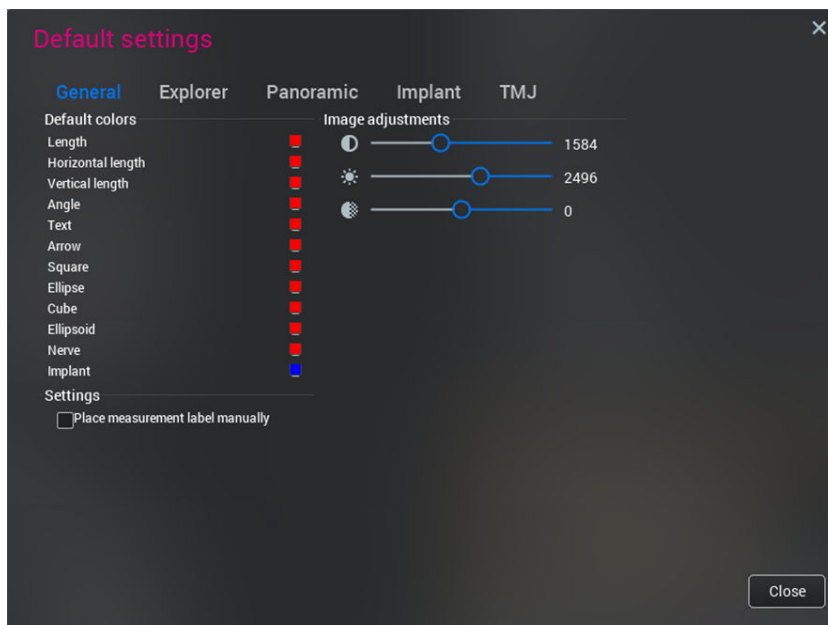 Default settings
General Explorer Panoramic Implant TMJ
Default colors
Length
Horizontal length
Vertical length
Angle
Text
Arrow
Square
Ellipse
Cube
Ellipsoid
Nerve
Implant
Settings
Place measurement label manually
Image adjustments
1584
2496
0
Close